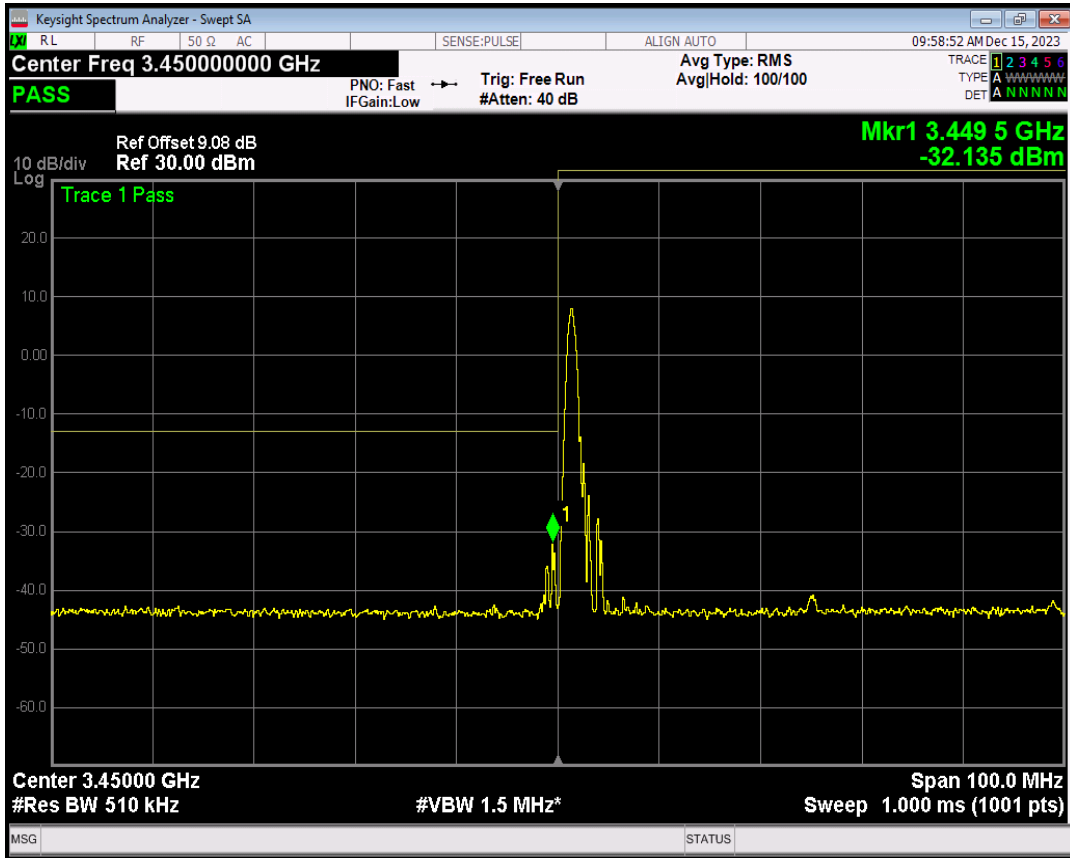 Keysight Spectrum Analyzer - Swept SA
LXI RL RF 50 Ω AC SENSE:PULSE ALIGN AUTO 09:58:52 AM Dec 15, 2023
Center Freq 3.450000000 GHz
PASS
PNO: Fast
IFGain:Low
Trig: Free Run
#Atten: 40 dB
Avg Type: RMS
Avg|Hold: 100/100
TRACE 1 2 3 4 5 6
TYPE A WWWWW
DET A N N N N N
Mkr1 3.449 5 GHz
-32.135 dBm
Ref Offset 9.08 dB
10 dB/div Ref 30.00 dBm
Log
Trace 1 Pass
20.0
10.0
0.00
-10.0
-20.0
1
-30.0
-40.0
-50.0
-60.0
Center 3.45000 GHz Span 100.0 MHz
#Res BW 510 kHz #VBW 1.5 MHz* Sweep 1.000 ms (1001 pts)
MSG STATUS